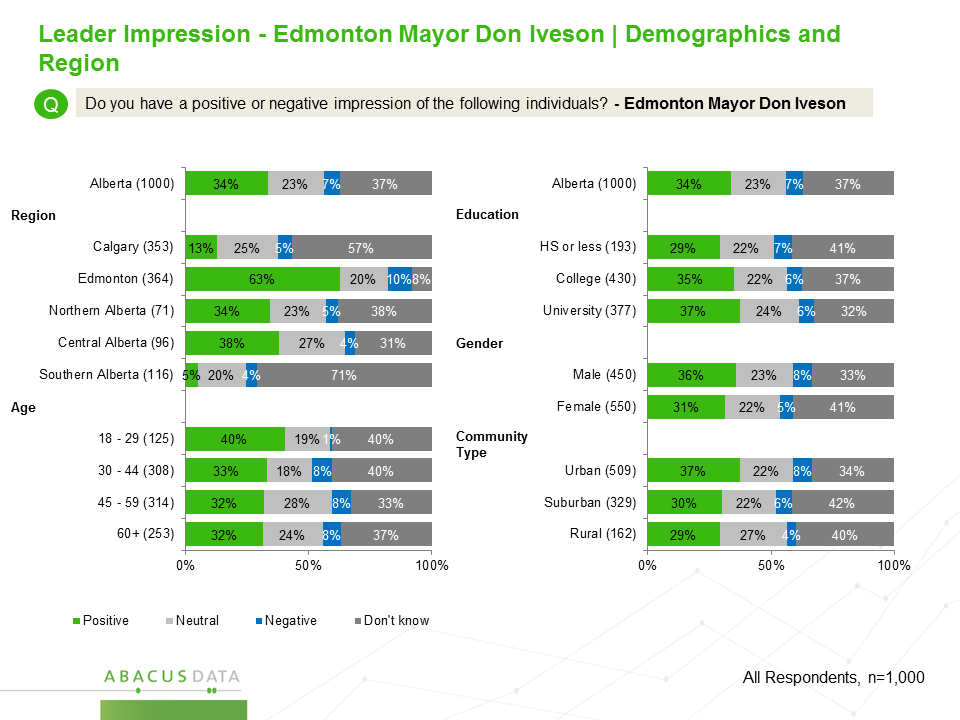 Leader Impression - Edmonton Mayor Don Iveson | Demographics and
Region
Q
Do you have a positive or negative impression of the following individuals? - Edmonton Mayor Don Iveson
Alberta (1000) 34% 23% 7% 37%
Region
Calgary (353) 13% 25% 5% 57%
Edmonton (364) 63% 20% 10% 8%
Northern Alberta (71) 34% 23% 5% 38%
Central Alberta (96) 38% 27% 4% 31%
Southern Alberta (116) 5% 20% 4% 71%
Age
18 - 29 (125) 40% 19% 1% 40%
30 - 44 (308) 33% 18% 8% 40%
45 - 59 (314) 32% 28% 8% 33%
60+ (253) 32% 24% 8% 37%
0% 50% 100%
Alberta (1000) 34% 23% 7% 37%
Education
HS or less (193) 29% 22% 7% 41%
College (430) 35% 22% 6% 37%
University (377) 37% 24% 6% 32%
Gender
Male (450) 36% 23% 8% 33%
Female (550) 31% 22% 5% 41%
Community
Type
Urban (509) 37% 22% 8% 34%
Suburban (329) 30% 22% 6% 42%
Rural (162) 29% 27% 4% 40%
0% 50% 100%
Positive Neutral Negative Don't know
ABACUS DATA
All Respondents, n=1,000